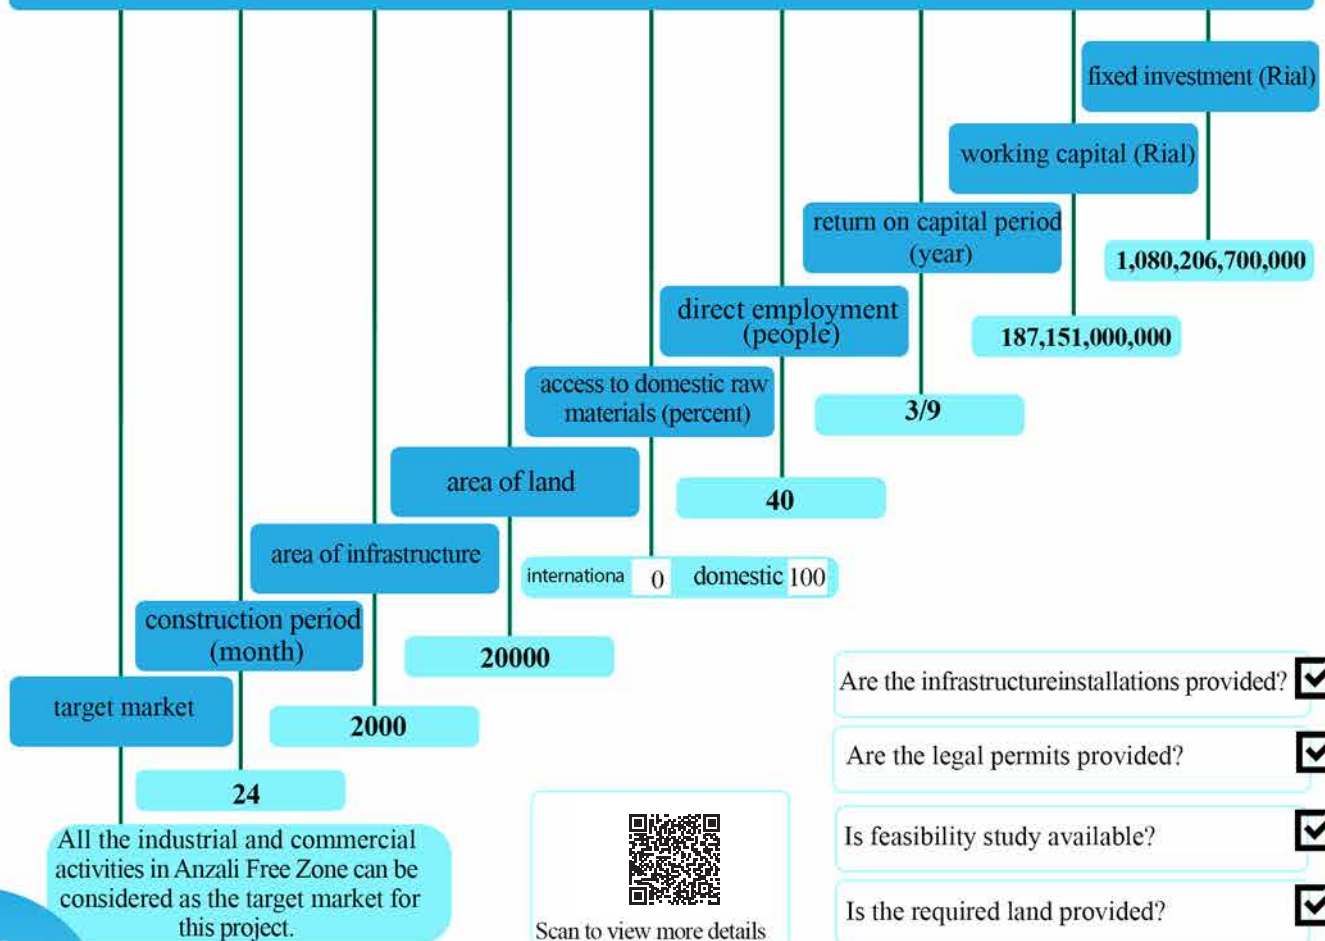 fixed investment (Rial)
1,080,206,700,000
working capital (Rial)
187,151,000,000
return on capital period
(year)
3/9
direct employment
(people)
40
access to domestic raw
materials (percent)
internationa 0 domestic 100
area of land
20000
area of infrastructure
2000
construction period
(month)
24
target market
All the industrial and commercial
activities in Anzali Free Zone can be
considered as the target market for
this project.
Scan to view more details
Are the infrastructureinstallations provided?
Are the legal permits provided?
Is feasibility study available?
Is the required land provided?